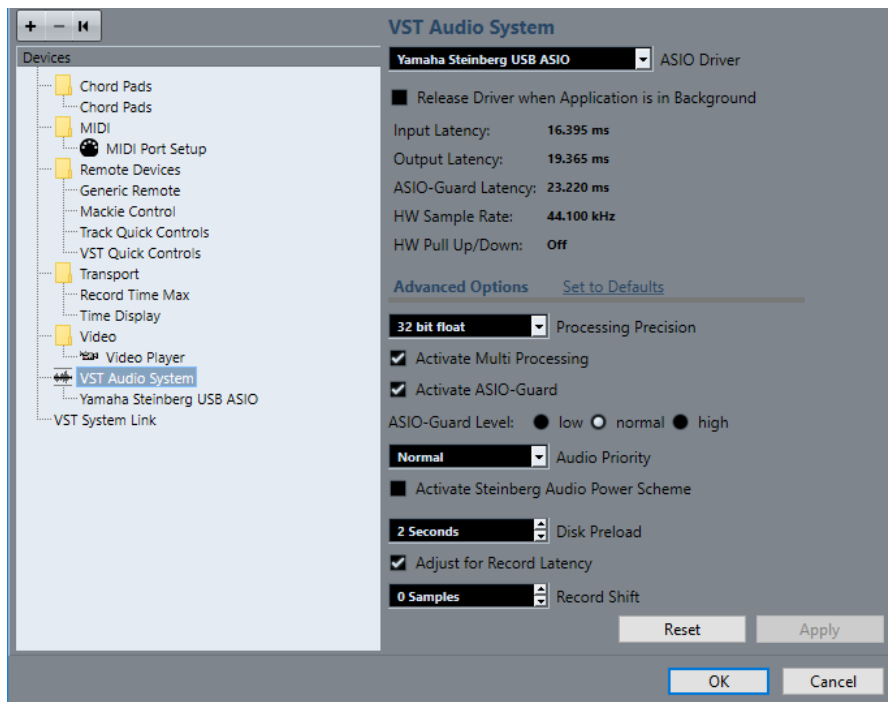 Devices
Chord Pads
Chord Pads
MIDI
MIDI Port Setup
Remote Devices
Generic Remote
Mackie Control
Track Quick Controls
VST Quick Controls
Transport
Record Time Max
Time Display
Video
Video Player
VST Audio System
Yamaha Steinberg USB ASIO
VST System Link
VST Audio System
Yamaha Steinberg USB ASIO ASIO Driver
Release Driver when Application is in Background
Input Latency: 16.395 ms
Output Latency: 19.365 ms
ASIO-Guard Latency: 23.220 ms
HW Sample Rate: 44.100 kHz
HW Pull Up/Down: Off
Advanced Options Set to Defaults
32 bit float Processing Precision
Activate Multi Processing
Activate ASIO-Guard
ASIO-Guard Level: low normal high
Normal Audio Priority
Activate Steinberg Audio Power Scheme
2 Seconds Disk Preload
Adjust for Record Latency
0 Samples Record Shift
Reset Apply
OK Cancel